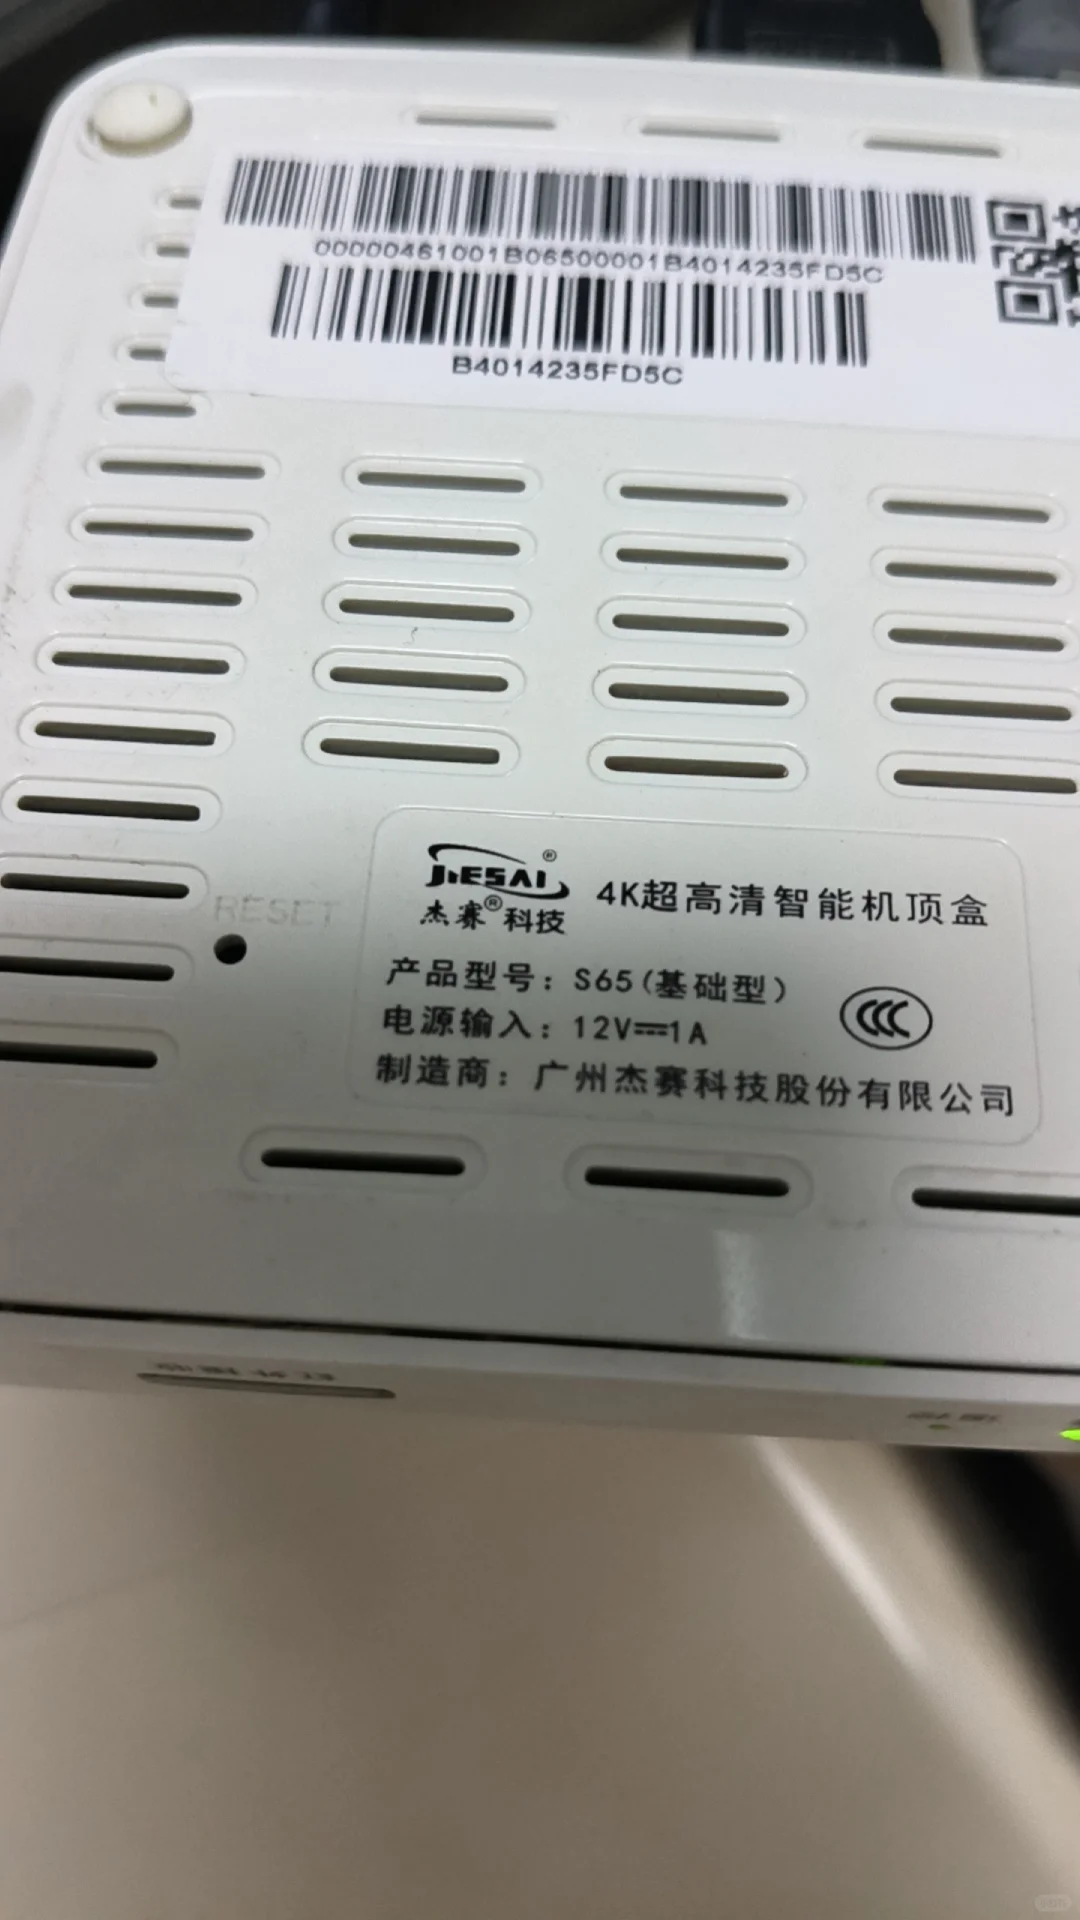 00000461001B06500001B4014235FD5C
B4014235FD5C
RESET
JIESAI®
杰赛®科技
4K超高清智能机顶盒
产品型号：S65(基础型)
电源输入：12V⎓1A
制造商：广州杰赛科技股份有限公司